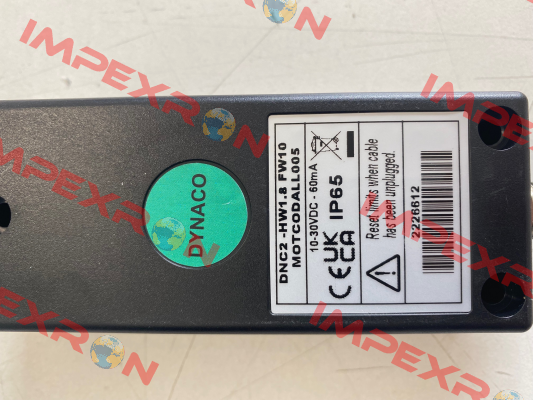 DYNACO
DNC2 -HW1.8 FW10
MOTCODALL005
10-30VDC - 60mA
CE UK CA IP65
Reset limits when cable
has been unplugged.
2226612
IMPEXRON
IMPEXRON
IMPEXRON
IMPEXRON
IMPEXRON